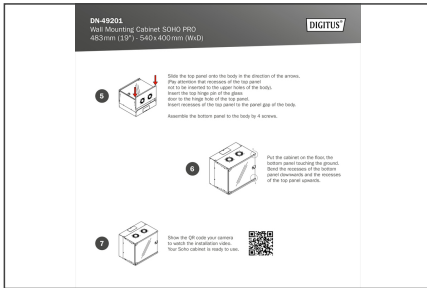 DN-49201
Wall Mounting Cabinet SOHO PRO
483mm (19") - 540x400mm (WxD)
DIGITUS®
5
Slide the top panel onto the body in the direction of the arrows.
(Pay attention that recesses of the top panel
not to be inserted to the upper holes of the body).
Insert the top hinge pin of the glass
door to the hinge hole of the top panel.
Insert recesses of the top panel to the panel gap of the body.
Assemble the bottom panel to the body by 4 screws.
6
Put the cabinet on the floor, the
bottom panel touching the ground.
Bend the recesses of the bottom
panel downwards and the recesses
of the top panel upwards.
7
Show the QR code your camera
to watch the installation video.
Your Soho cabinet is ready to use.